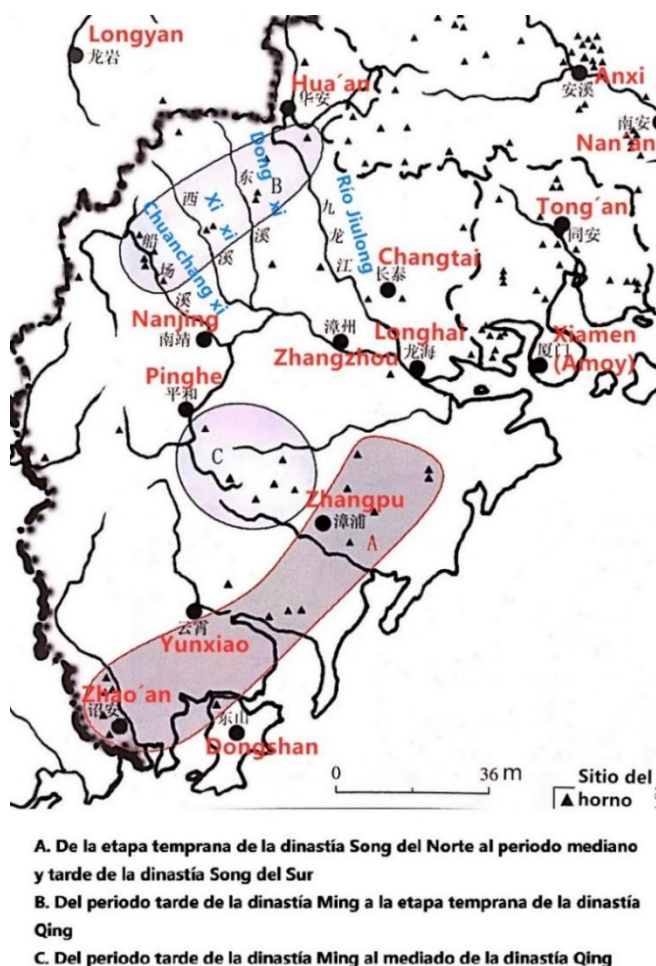 Longyan
龙岩
Hua´an
华安
Anxi
安溪
南安
Nan´an
Dong xi
东溪
B
Xi xi
西溪
Río Jiulong
九龙江
Tong´an
同安
Chuanchang xi
船场溪
Changtai
长泰
Nanjing
南靖
漳州
Zhangzhou
Longhai
龙海
Xiamen
厦门
(Amoy)
Pinghe
平和
C
Zhangpu
漳浦
A
云霄
Yunxiao
Zhao´an
诏安
东山
Dongshan
0 36 m
Sitio del
horno
A. De la etapa temprana de la dinastía Song del Norte al periodo mediano
y tarde de la dinastía Song del Sur
B. Del periodo tarde de la dinastía Ming a la etapa temprana de la dinastía
Qing
C. Del periodo tarde de la dinastía Ming al mediado de la dinastía Qing